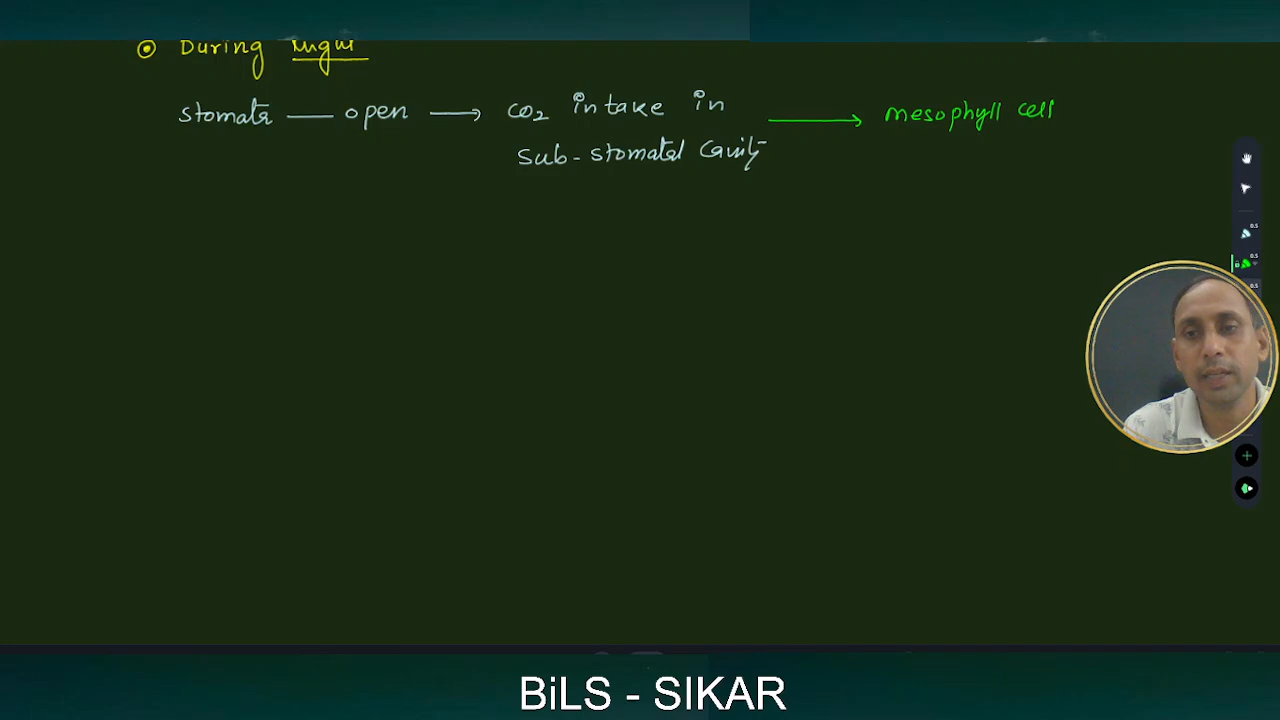 During night
stomata — open → CO2 intake in → mesophyll cell
sub-stomatal cavity
BiLS - SIKAR